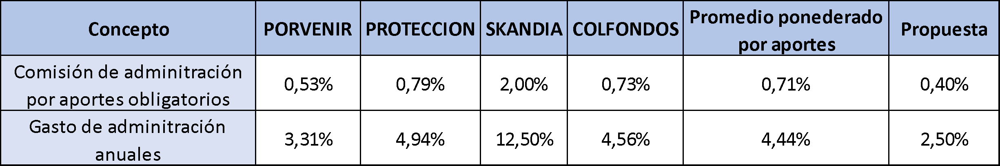 Concepto PORVENIR PROTECCION SKANDIA COLFONDOS Promedio ponederado por aportes Propuesta
Comisión de adminitración
por aportes obligatorios
0,53% 0,79% 2,00% 0,73% 0,71% 0,40%
Gasto de adminitración
anuales
3,31% 4,94% 12,50% 4,56% 4,44% 2,50%